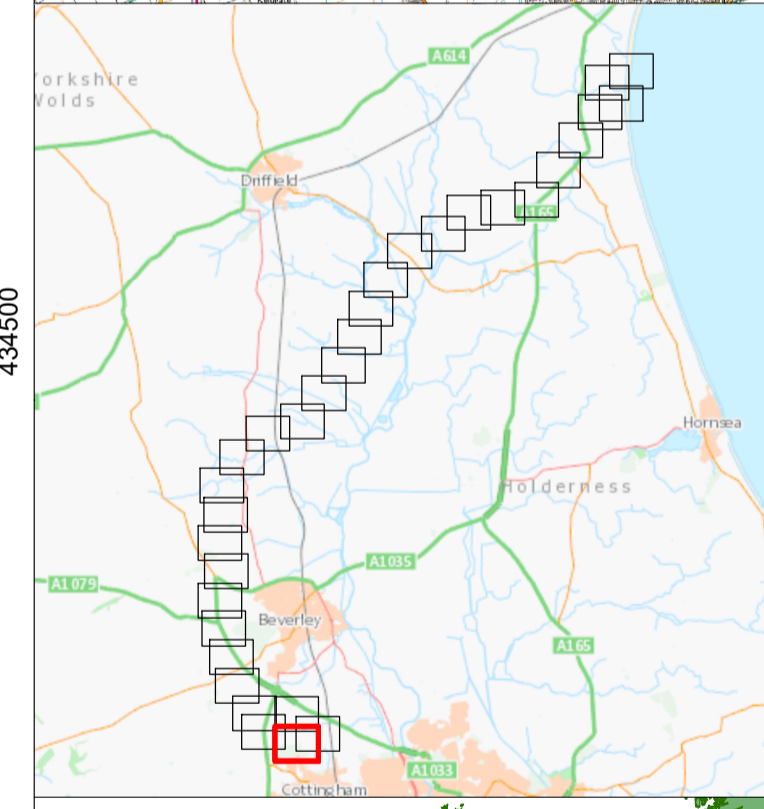 A614
Yorkshire
Wolds
Driffield
A165
434500
Hornsea
Holderness
A1035
A1079
Beverley
A165
A1033
Cottingham